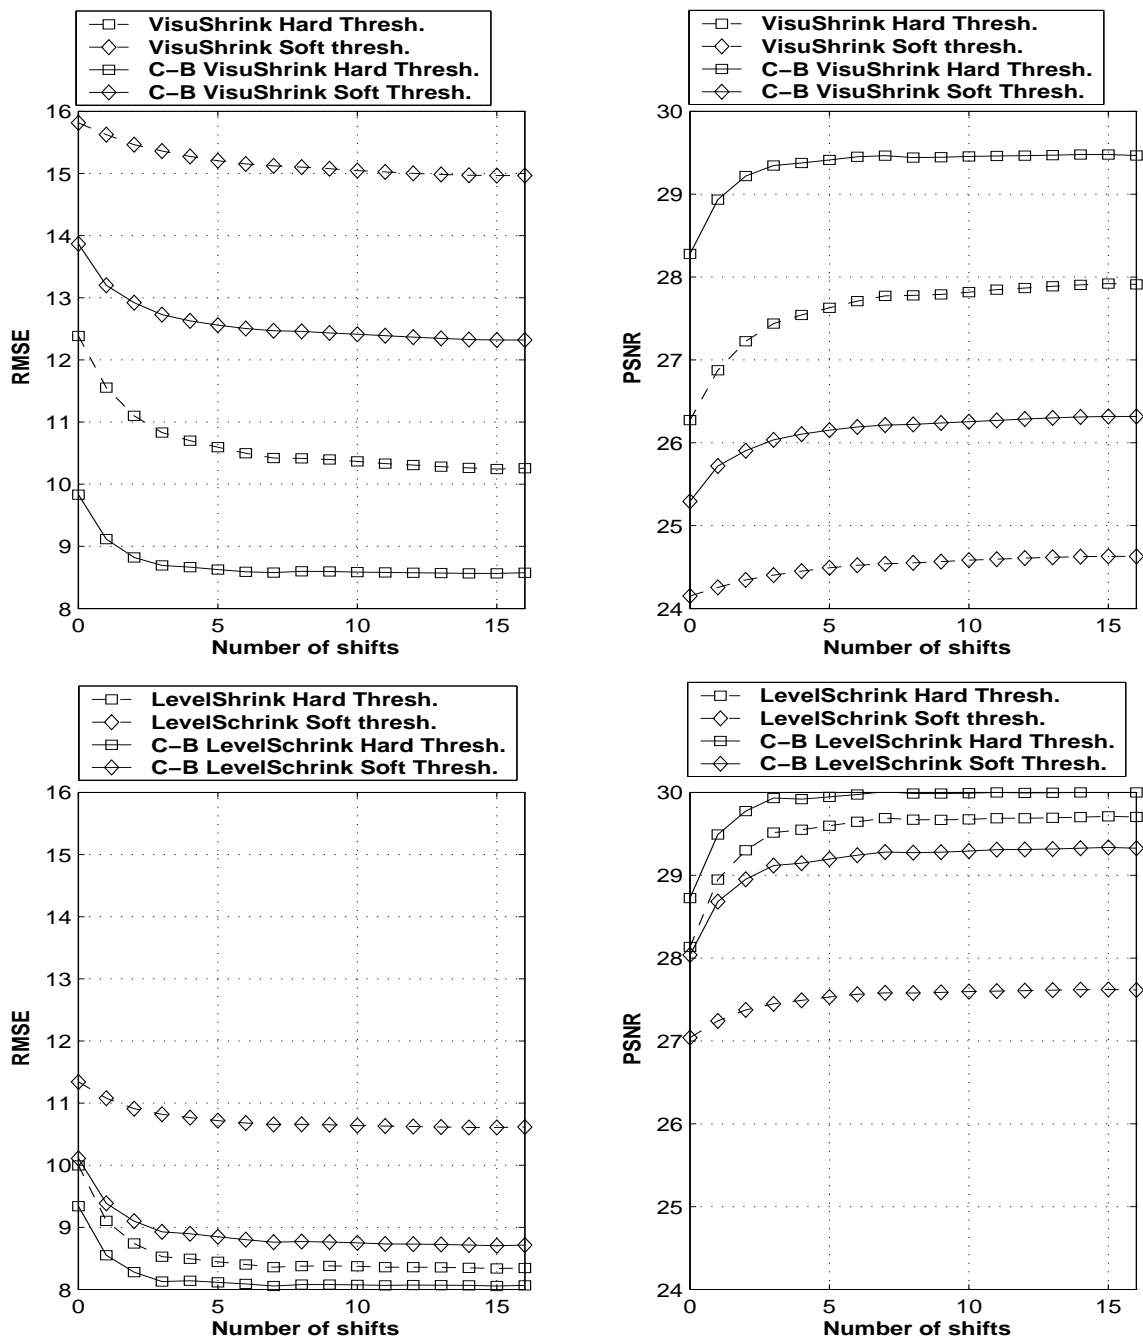 VisuShrink Hard Thresh.
VisuShrink Soft thresh.
C−B VisuShrink Hard Thresh.
C−B VisuShrink Soft Thresh.
16
15
14
13
12
11
10
9
8
RMSE
0 5 10 15
Number of shifts
VisuShrink Hard Thresh.
VisuShrink Soft thresh.
C−B VisuShrink Hard Thresh.
C−B VisuShrink Soft Thresh.
30
29
28
27
26
25
24
PSNR
0 5 10 15
Number of shifts
LevelShrink Hard Thresh.
LevelSchrink Soft thresh.
C−B LevelSchrink Hard Thresh.
C−B LevelSchrink Soft Thresh.
16
15
14
13
12
11
10
9
8
RMSE
0 5 10 15
Number of shifts
LevelSchrink Hard Thresh.
LevelSchrink Soft thresh.
C−B LevelSchrink Hard Thresh.
C−B LevelSchrink Soft Thresh.
30
29
28
27
26
25
24
PSNR
0 5 10 15
Number of shifts